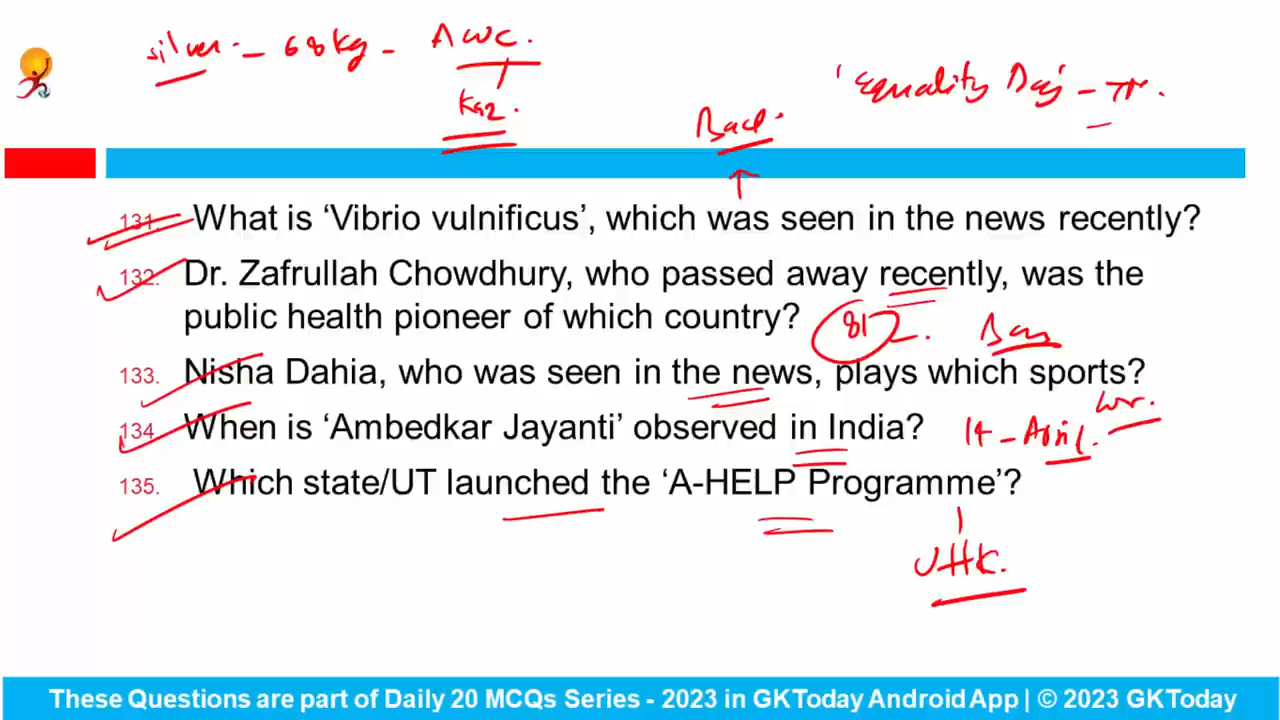 silver - 68kg - AWC.
'Equality Day' - TN.
Kaz.
Bact.
131. What is ‘Vibrio vulnificus’, which was seen in the news recently?
132. Dr. Zafrullah Chowdhury, who passed away recently, was the
public health pioneer of which country? 81 Ban
133. Nisha Dahia, who was seen in the news, plays which sports?
wr.
134. When is ‘Ambedkar Jayanti’ observed in India? 14 - April.
135. Which state/UT launched the ‘A-HELP Programme’?
These Questions are part of Daily 20 MCQs Series - 2023 in GKToday Android App | © 2023 GKToday